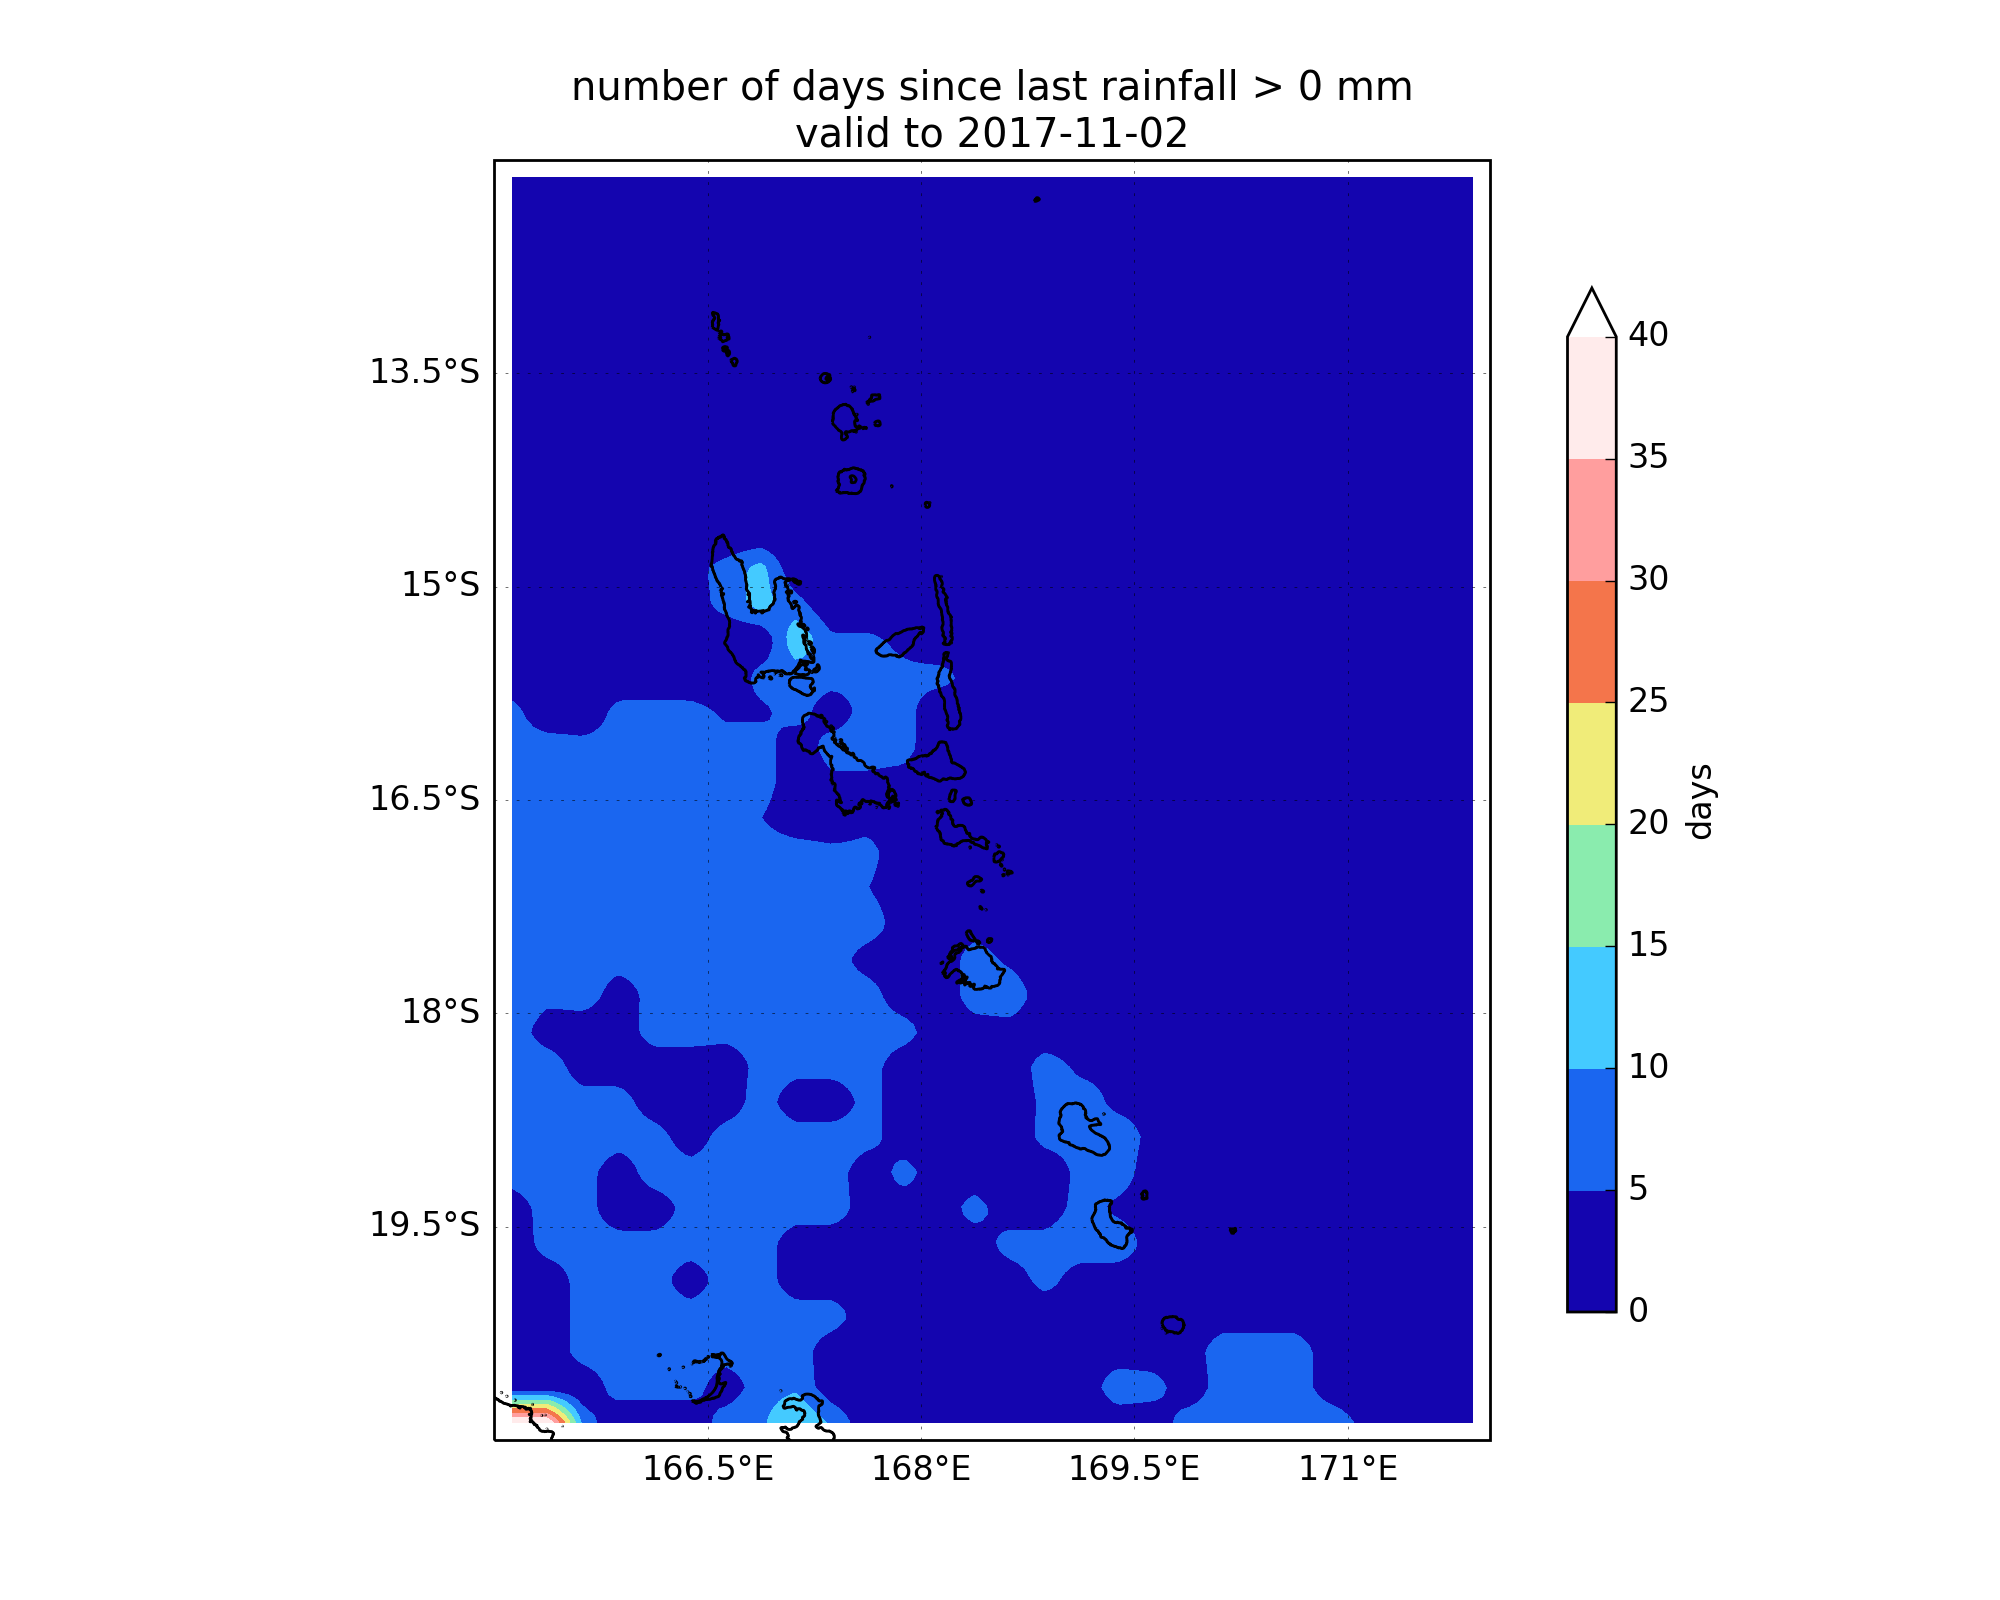 number of days since last rainfall > 0 mm
valid to 2017-11-02
13.5°S
15°S
16.5°S
18°S
19.5°S
166.5°E
168°E
169.5°E
171°E
40
35
30
25
20
15
10
5
0
days